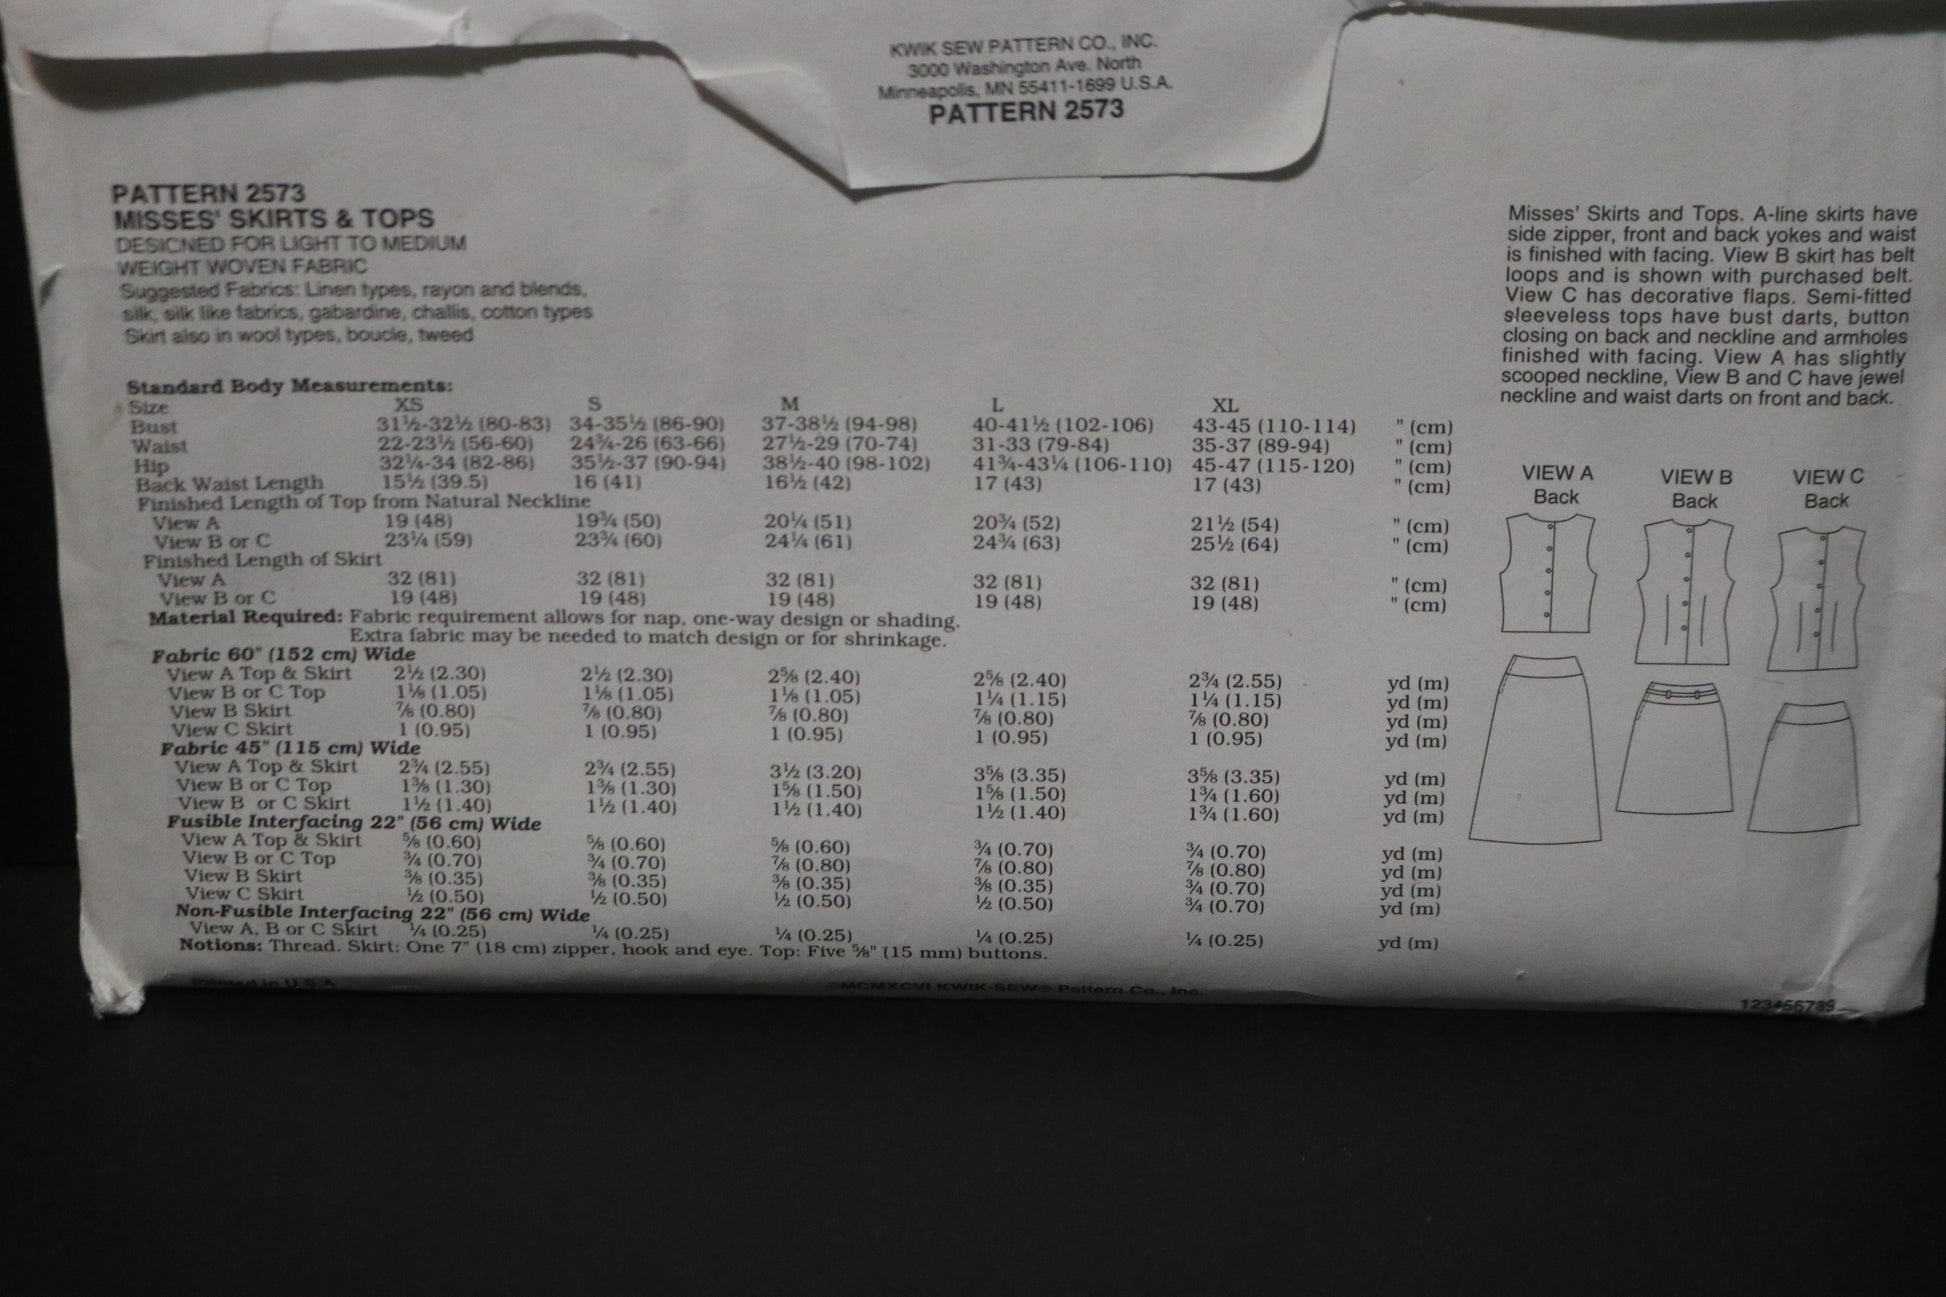 KWIK SEW PATTERN CO., INC.
3000 Washington Ave. North
Minneapolis, MN 55411-1699 U.S.A.
PATTERN 2573
PATTERN 2573
MISSES' SKIRTS & TOPS
DESIGNED FOR LIGHT TO MEDIUM
WEIGHT WOVEN FABRIC
Suggested Fabrics: Linen types, rayon and blends,
silk, silk like fabrics, gabardine, challis, cotton types
Skirt also in wool types, boucle, tweed
Standard Body Measurements:
Size XS S M L XL
Bust 31½-32½ (80-83) 34-35½ (86-90) 37-38½ (94-98) 40-41½ (102-106) 43-45 (110-114) " (cm)
Waist 22-23½ (56-60) 24¾-26 (63-66) 27½-29 (70-74) 31-33 (79-84) 35-37 (89-94) " (cm)
Hip 32¼-34 (82-86) 35½-37 (90-94) 38½-40 (98-102) 41¾-43¼ (106-110) 45-47 (115-120) " (cm)
Back Waist Length 15½ (39.5) 16 (41) 16½ (42) 17 (43) 17 (43) " (cm)
Finished Length of Top from Natural Neckline
View A 19 (48) 19¾ (50) 20¼ (51) 20¾ (52) 21½ (54) " (cm)
View B or C 23¼ (59) 23¾ (60) 24¼ (61) 24¾ (63) 25½ (64) " (cm)
Finished Length of Skirt
View A 32 (81) 32 (81) 32 (81) 32 (81) 32 (81) " (cm)
View B or C 19 (48) 19 (48) 19 (48) 19 (48) 19 (48) " (cm)
Material Required: Fabric requirement allows for nap, one-way design or shading.
Extra fabric may be needed to match design or for shrinkage.
Fabric 60" (152 cm) Wide
View A Top & Skirt 2½ (2.30) 2½ (2.30) 2⅝ (2.40) 2⅝ (2.40) 2¾ (2.55) yd (m)
View B or C Top 1⅛ (1.05) 1⅛ (1.05) 1⅛ (1.05) 1¼ (1.15) 1¼ (1.15) yd (m)
View B Skirt ⅞ (0.80) ⅞ (0.80) ⅞ (0.80) ⅞ (0.80) ⅞ (0.80) yd (m)
View C Skirt 1 (0.95) 1 (0.95) 1 (0.95) 1 (0.95) 1 (0.95) yd (m)
Fabric 45" (115 cm) Wide
View A Top & Skirt 2¾ (2.55) 2¾ (2.55) 3½ (3.20) 3⅝ (3.35) 3⅝ (3.35) yd (m)
View B or C Top 1⅜ (1.30) 1⅜ (1.30) 1⅝ (1.50) 1⅝ (1.50) 1¾ (1.60) yd (m)
View B or C Skirt 1½ (1.40) 1½ (1.40) 1½ (1.40) 1½ (1.40) 1¾ (1.60) yd (m)
Fusible Interfacing 22" (56 cm) Wide
View A Top & Skirt ⅝ (0.60) ⅝ (0.60) ⅝ (0.60) ¾ (0.70) ¾ (0.70) yd (m)
View B or C Top ¾ (0.70) ¾ (0.70) ⅞ (0.80) ⅞ (0.80) ⅞ (0.80) yd (m)
View B Skirt ⅜ (0.35) ⅜ (0.35) ⅜ (0.35) ⅜ (0.35) ¾ (0.70) yd (m)
View C Skirt ½ (0.50) ½ (0.50) ½ (0.50) ½ (0.50) ¾ (0.70) yd (m)
Non-Fusible Interfacing 22" (56 cm) Wide
View A, B or C Skirt ¼ (0.25) ¼ (0.25) ¼ (0.25) ¼ (0.25) ¼ (0.25) yd (m)
Notions: Thread. Skirt: One 7" (18 cm) zipper, hook and eye. Top: Five ⅝" (15 mm) buttons.
Printed in U.S.A
©MCMXCVI KWIK-SEW® Pattern Co., Inc.
123456789
Misses' Skirts and Tops. A-line skirts have
side zipper, front and back yokes and waist
is finished with facing. View B skirt has belt
loops and is shown with purchased belt.
View C has decorative flaps. Semi-fitted
sleeveless tops have bust darts, button
closing on back and neckline and armholes
finished with facing. View A has slightly
scooped neckline, View B and C have jewel
neckline and waist darts on front and back.
VIEW A
Back
VIEW B
Back
VIEW C
Back